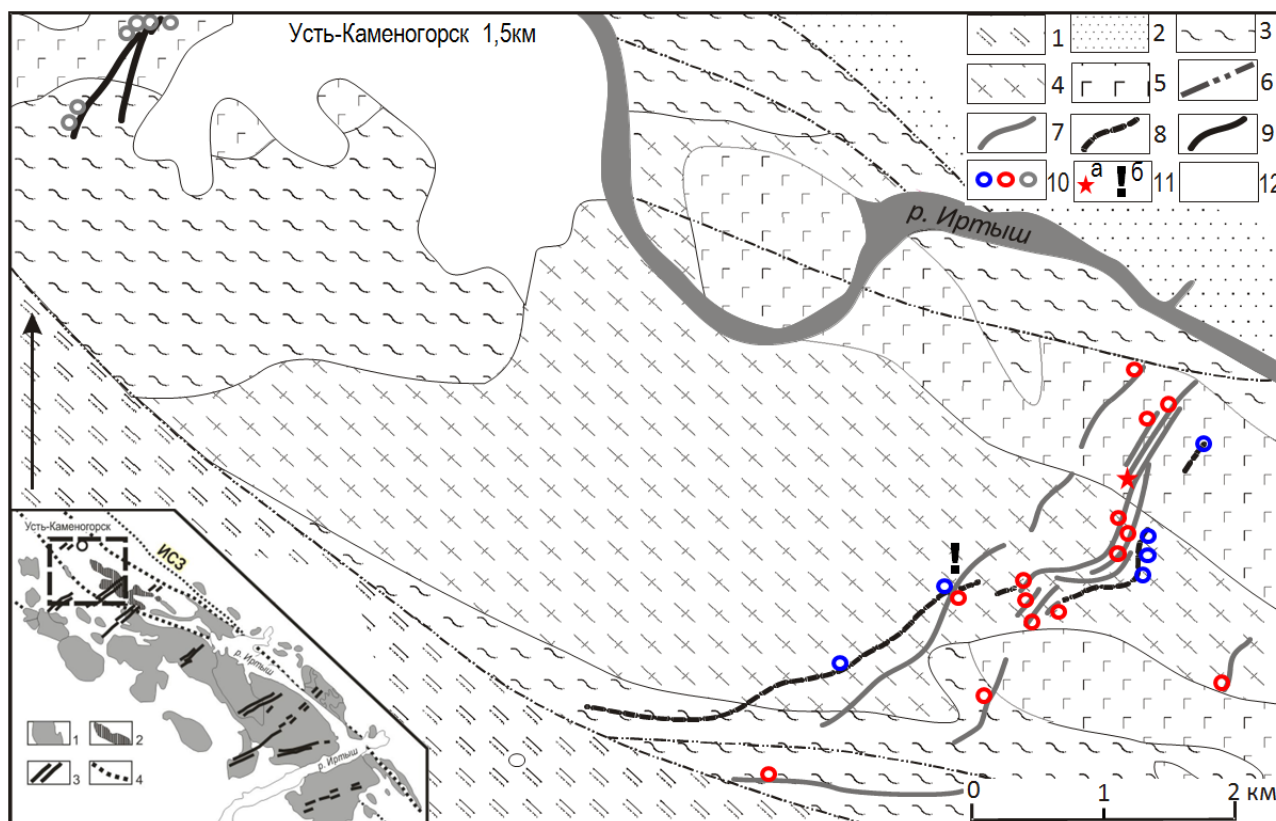 Усть-Каменогорск 1,5км
1 2 3
4 5 6
7 8 9
10 а б 11 12
р. Иртыш
!
Усть-Каменогорск
ИСЗ
р. Иртыш
р. Иртыш
1 2
3 4
0 1 2 км